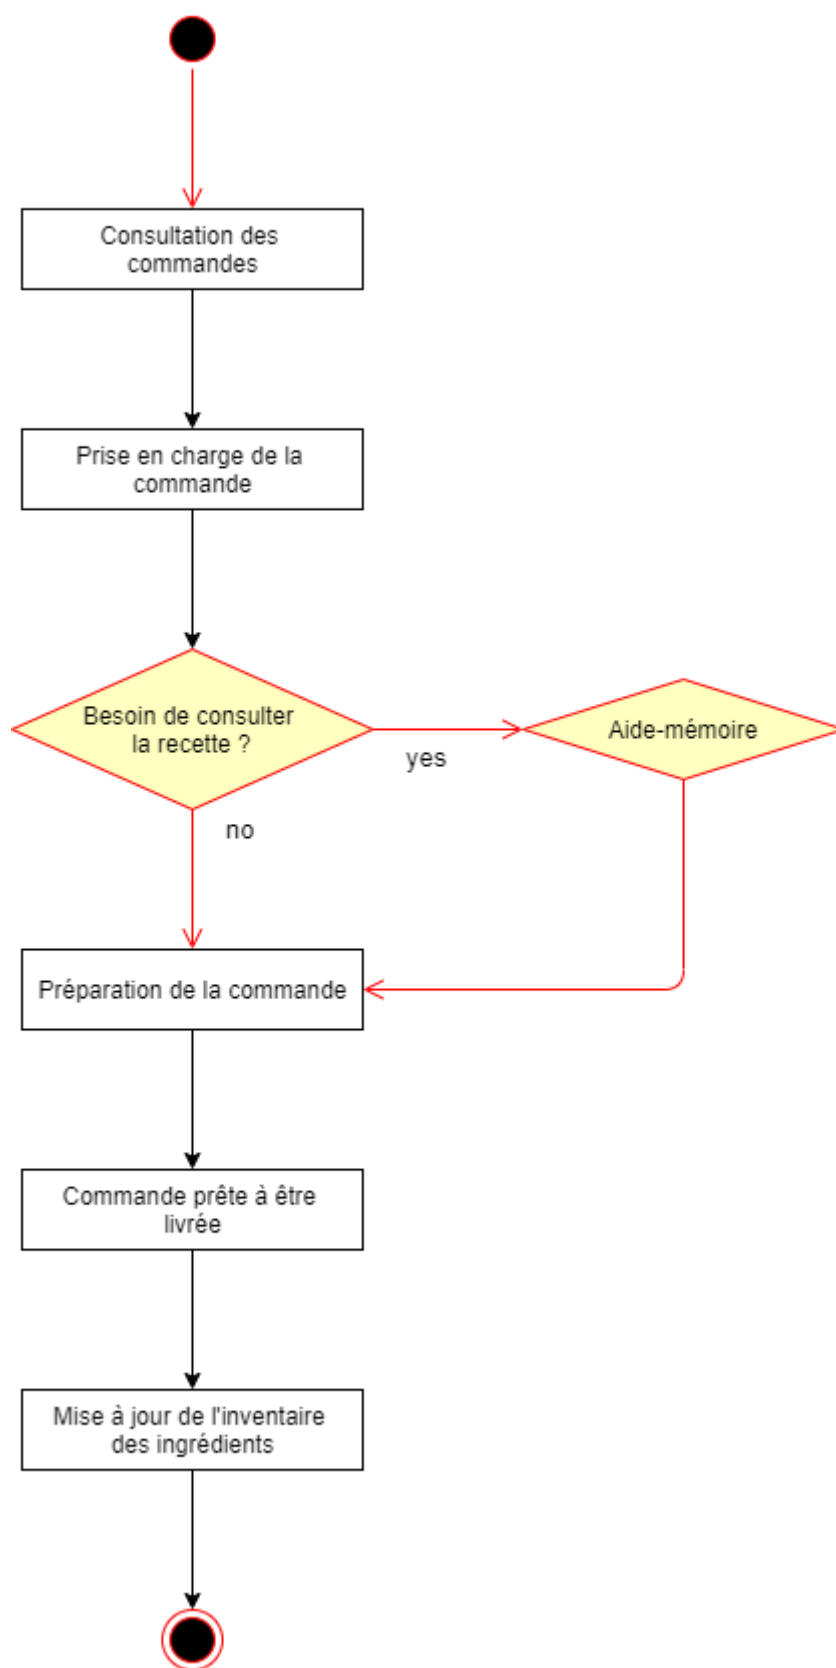 Consultation des
commandes
Prise en charge de la
commande
Besoin de consulter
la recette ?
yes
Aide-mémoire
no
Préparation de la commande
Commande prête à être
livrée
Mise à jour de l'inventaire
des ingrédients